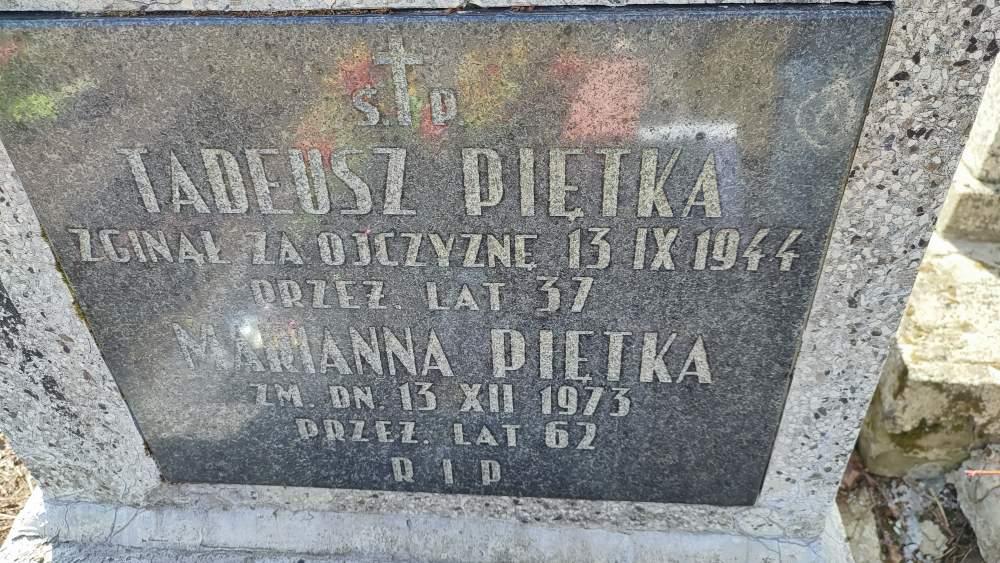 Ś. † P
TADEUSZ PIĘTKA
ZGINĄŁ ZA OJCZYZNĘ 13 IX 1944
PRZEŻ. LAT 37
MARIANNA PIĘTKA
ZM. DN. 13 XII 1973
PRZEŻ. LAT 62
R I P